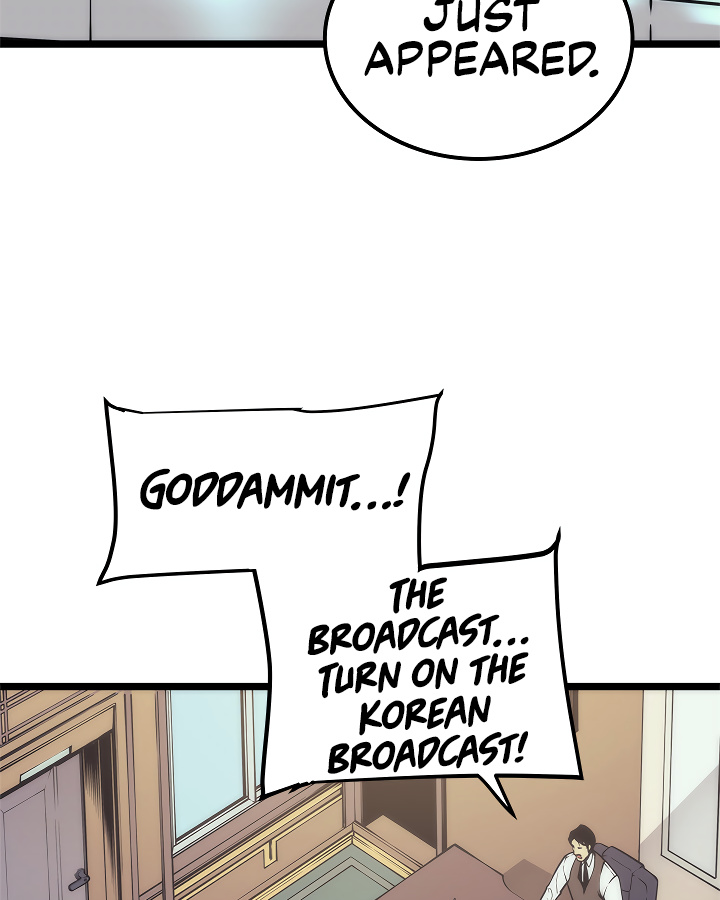 JUST
APPEARED.
GODDAMMIT...!
THE
BROADCAST...
TURN ON THE
KOREAN
BROADCAST!